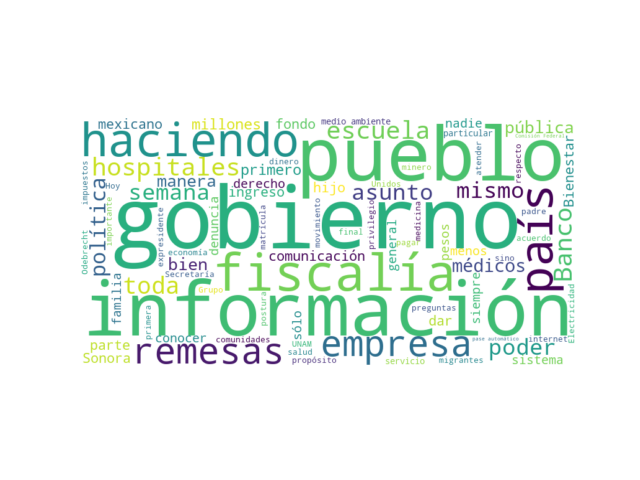 mexicano
millones
fondo
medio ambiente
nadie
pública
haciendo
escuela
particular
Comisión Federal
pueblo
hospitales
primero
dinero
minero
atender
respecto
Bienestar
impuestos
Hoy
importante
política
semana
manera
derecho
ingreso
hijo
Unidos
asunto
mismo
país
gobierno
expresidente
denuncia
matrícula
movimiento
privilegio
medicina
padre
Banco
Odebrecht
economía
bien
Secretaría
comunicación
final
pagar
general
pesos
menos
acuerdo
sino
médicos
fiscalía
toda
Grupo
familia
primera
postura
sólo
siempre
preguntas
dar
Electricidad
información
parte
conocer
comunidades
UNAM
empresa
pase automático
internet
Sonora
remesas
salud
propósito
servicio
migrantes
poder
sistema